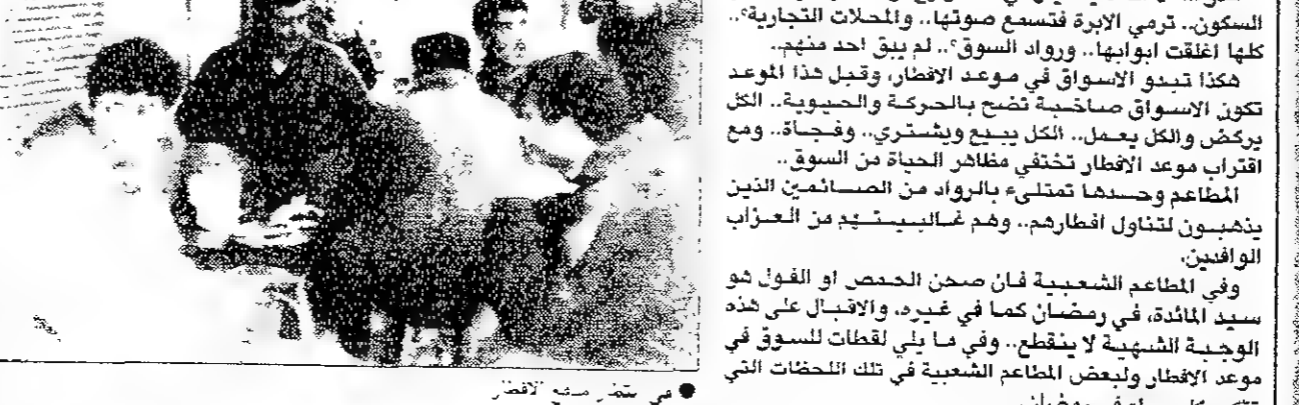 السكون.. ترمي الابرة فتسمع صوتها.. والمحلات التجارية؟..
كلها اغلقت ابوابها.. ورواد السوق؟.. لم يبق احد منهم..
هكذا تبدو الاسواق في موعد الافطار، وقبل هذا الموعد
تكون الاسواق صاخبة تضج بالحركة والحيوية.. الكل
يركض والكل يعمل.. الكل يبيع ويشتري.. وفجأة.. ومع
اقتراب موعد الافطار تختفي مظاهر الحياة من السوق..
المطاعم وحدها تمتلىء بالرواد من الصائمين الذين
يذهبون لتناول افطارهم.. وهم غالبيتهم من العزاب
الوافدين.
وفي المطاعم الشعبية فان صحن الحمص او الفول هو
سيد المائدة، في رمضان كما في غيره، والاقبال على هذه
الوجبة الشهية لا ينقطع.. وفي ما يلي لقطات للسوق في
موعد الافطار ولبعض المطاعم الشعبية في تلك اللحظات التي
● في الافطار